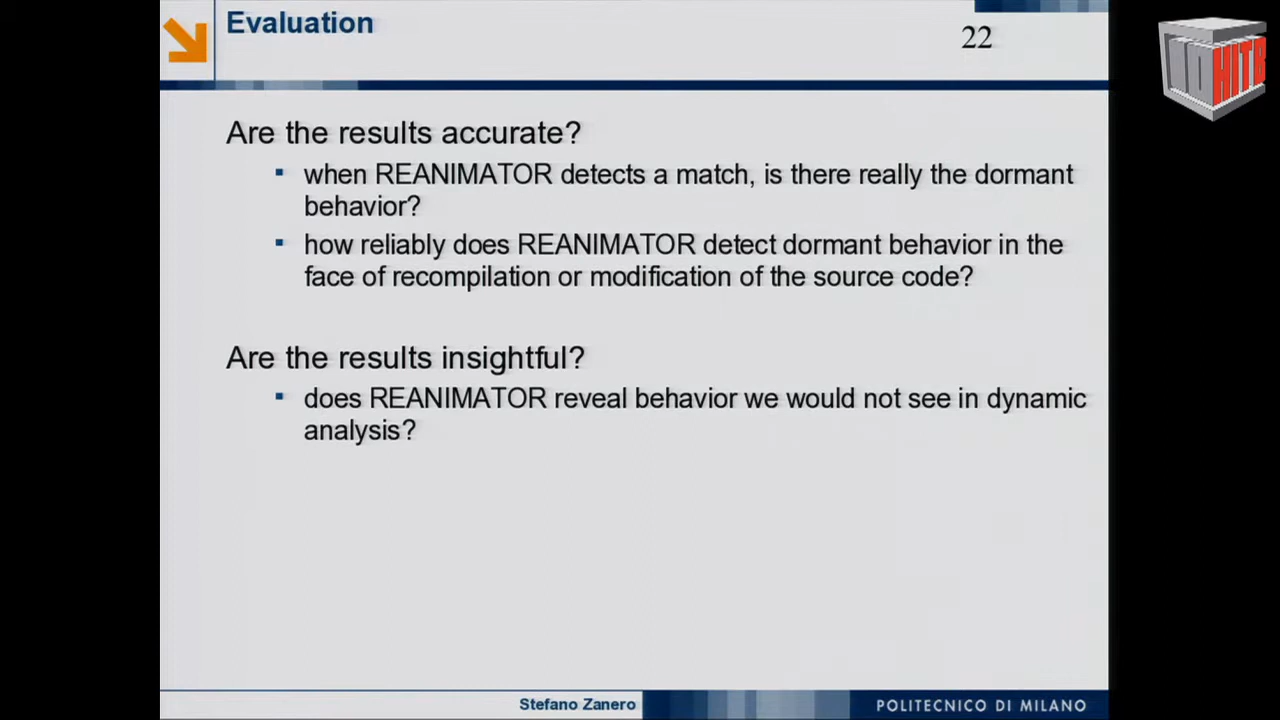 Evaluation
22
Are the results accurate?
▪ when REANIMATOR detects a match, is there really the dormant
behavior?
▪ how reliably does REANIMATOR detect dormant behavior in the
face of recompilation or modification of the source code?
Are the results insightful?
▪ does REANIMATOR reveal behavior we would not see in dynamic
analysis?
Stefano Zanero
POLITECNICO DI MILANO
HITB